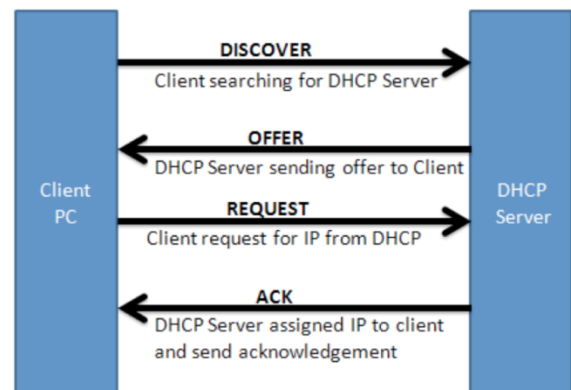 DISCOVER
Client searching for DHCP Server
OFFER
DHCP Server sending offer to Client
Client
PC
DHCP
Server
REQUEST
Client request for IP from DHCP
ACK
DHCP Server assigned IP to client
and send acknowledgement